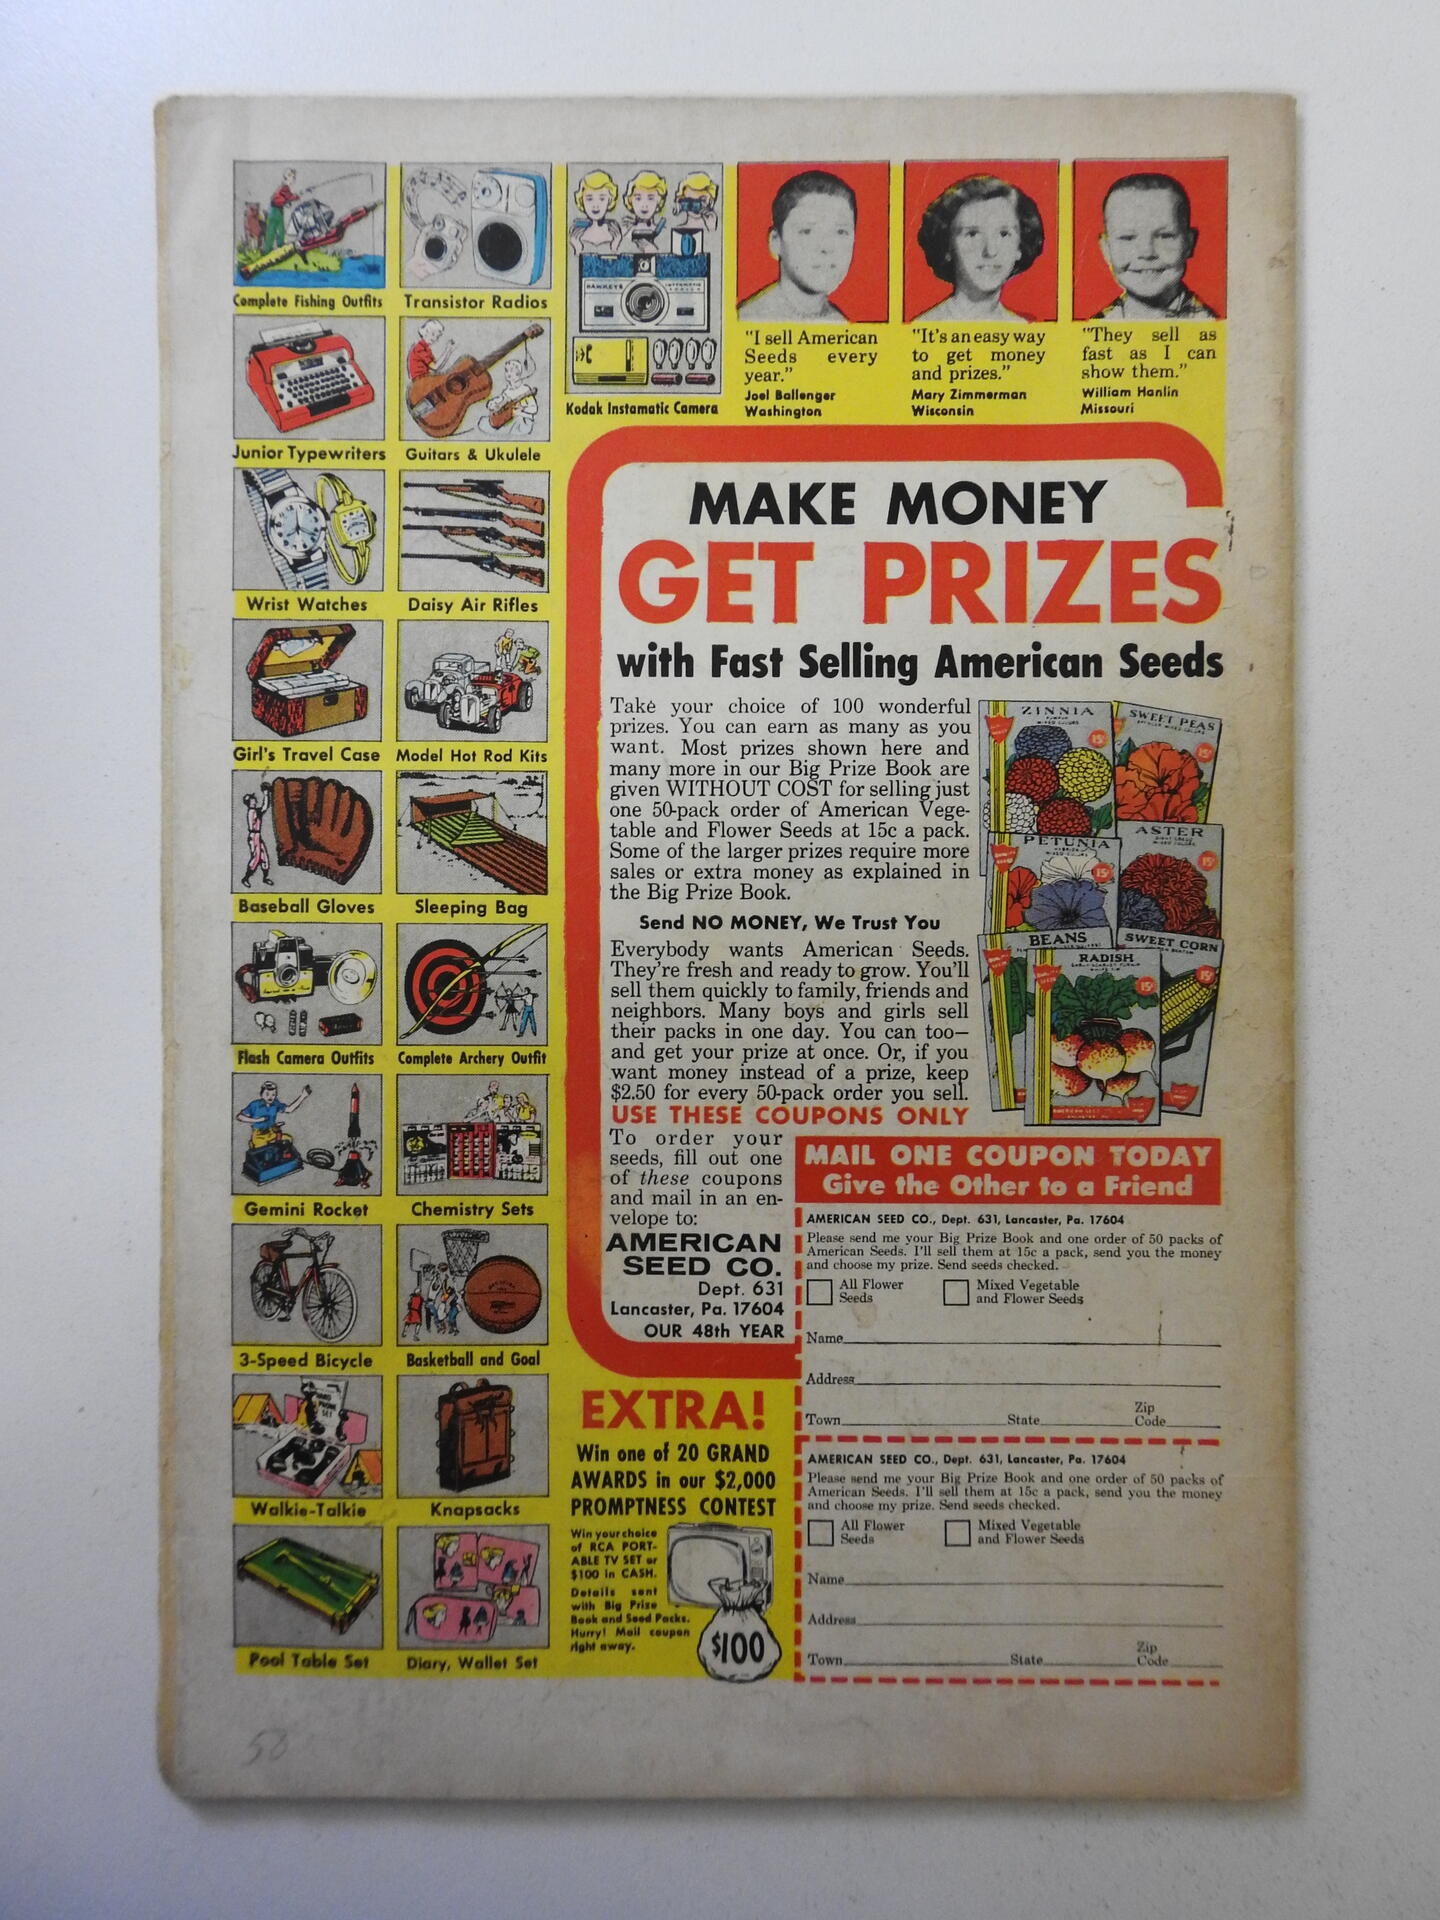 Complete Fishing Outfits
Transistor Radios
Junior Typewriters
Guitars & Ukulele
Wrist Watches
Daisy Air Rifles
Girl's Travel Case
Model Hot Rod Kits
Baseball Gloves
Sleeping Bag
Flash Camera Outfits
Complete Archery Outfit
Gemini Rocket
Chemistry Sets
3-Speed Bicycle
Basketball and Goal
Walkie-Talkie
Knapsacks
Pool Table Set
Diary, Wallet Set
HAWKEYE
INSTAMATIC
Kodak Instamatic Camera
"I sell American
Seeds every
year."
Joel Ballenger
Washington
"It's an easy way
to get money
and prizes."
Mary Zimmerman
Wisconsin
"They sell as
fast as I can
show them."
William Hanlin
Missouri
MAKE MONEY
GET PRIZES
with Fast Selling American Seeds
Take your choice of 100 wonderful
prizes. You can earn as many as you
want. Most prizes shown here and
many more in our Big Prize Book are
given WITHOUT COST for selling just
one 50-pack order of American Vege-
table and Flower Seeds at 15c a pack.
Some of the larger prizes require more
sales or extra money as explained in
the Big Prize Book.
Send NO MONEY, We Trust You
Everybody wants American Seeds.
They're fresh and ready to grow. You'll
sell them quickly to family, friends and
neighbors. Many boys and girls sell
their packs in one day. You can too—
and get your prize at once. Or, if you
want money instead of a prize, keep
$2.50 for every 50-pack order you sell.
USE THESE COUPONS ONLY
To order your
seeds, fill out one
of these coupons
and mail in an en-
velope to:
AMERICAN
SEED CO.
Dept. 631
Lancaster, Pa. 17604
OUR 48th YEAR
ZINNIA
MIXED COLORS
15¢
SWEET PEAS
15¢
PETUNIA
MIXED COLORS
15¢
ASTER
MIXED COLORS
15¢
BEANS
SWEET CORN
15¢
RADISH
15¢
MAIL ONE COUPON TODAY
Give the Other to a Friend
AMERICAN SEED CO., Dept. 631, Lancaster, Pa. 17604
Please send me your Big Prize Book and one order of 50 packs of
American Seeds. I'll sell them at 15c a pack, send you the money
and choose my prize. Send seeds checked.
All Flower
Seeds
Mixed Vegetable
and Flower Seeds
Name
Address
Town State Zip Code
AMERICAN SEED CO., Dept. 631, Lancaster, Pa. 17604
Please send me your Big Prize Book and one order of 50 packs of
American Seeds. I'll sell them at 15c a pack, send you the money
and choose my prize. Send seeds checked.
All Flower
Seeds
Mixed Vegetable
and Flower Seeds
Name
Address
Town State Zip Code
EXTRA!
Win one of 20 GRAND
AWARDS in our $2,000
PROMPTNESS CONTEST
Win your choice
of RCA PORT-
ABLE TV SET or
$100 in CASH.
Details sent
with Big Prize
Book and Seed Packs.
Hurry! Mail coupon
right away.
$100
50